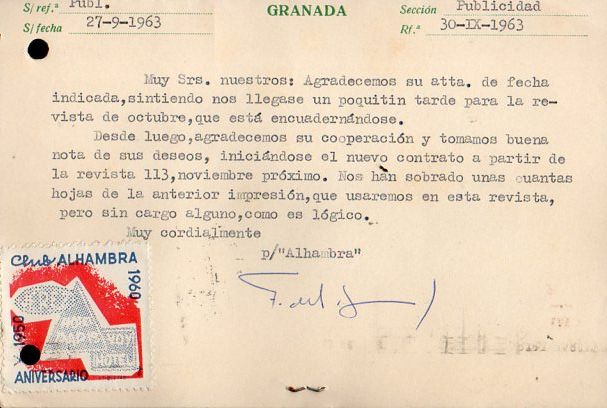 S/ ref.ª Publ.
S/ fecha 27-9-1963
GRANADA
Sección Publicidad
Rf.ª 30-IX-1963
Muy Srs. nuestros: Agradecemos su atta. de fecha
indicada,sintiendo nos llegase un poquitin tarde para la re-
vista de octubre,que está encuadernándose.
Desde luego,agradecemos su cooperación y tomamos buena
nota de sus deseos, iniciándose el nuevo contrato a partir de
la revista 113,noviembre próximo. Nos han sobrado unas cuantas
hojas de la anterior impresión,que usaremos en esta revista,
pero sin cargo alguno,como es lógico.
Muy cordialmente
p/"Alhambra"
Club ALHAMBRA
1950
1960
ANIVERSARIO